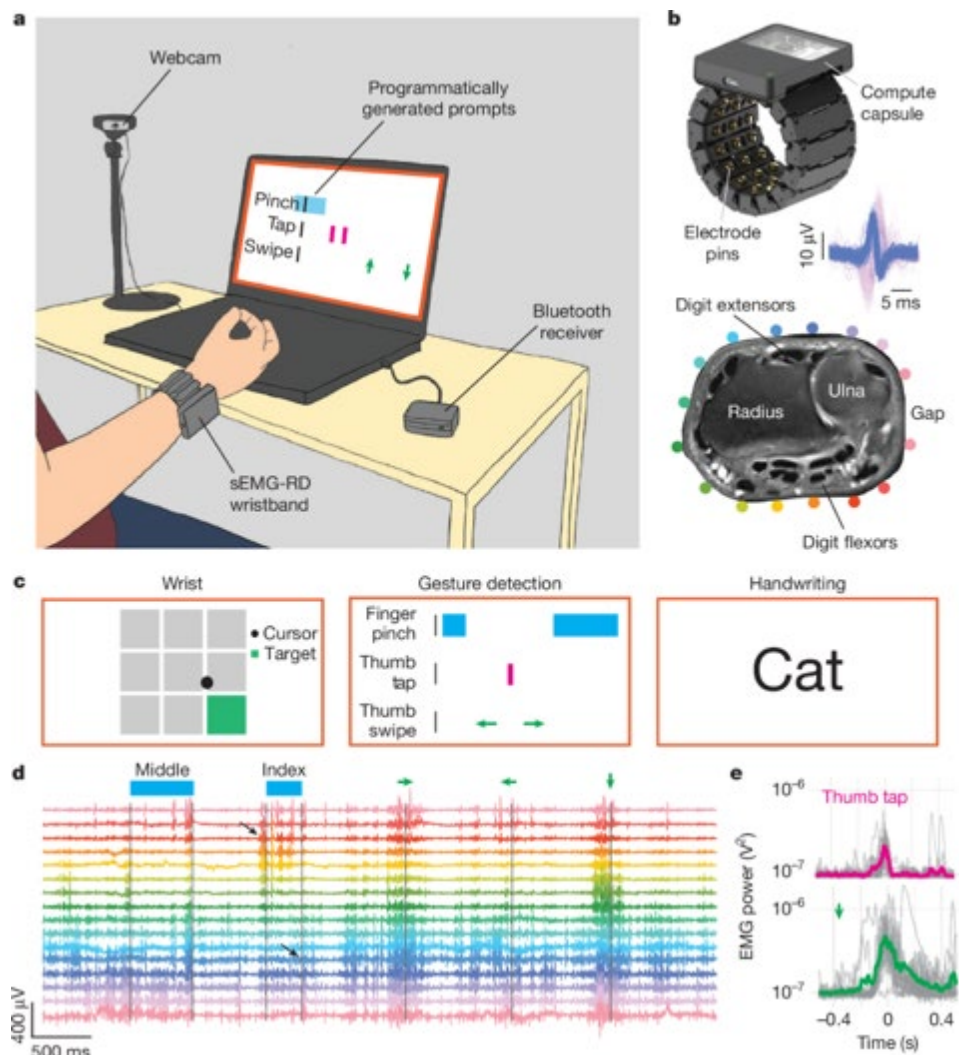 a
Webcam
Programmatically
generated prompts
Pinch
Tap
Swipe
Bluetooth
receiver
sEMG-RD
wristband
b
Compute
capsule
Electrode
pins
10 μV
5 ms
Digit extensors
Radius
Ulna
Gap
Digit flexors
c
Wrist
Cursor
Target
Gesture detection
Finger
pinch
Thumb
tap
Thumb
swipe
Handwriting
Cat
d
Middle
Index
400 μV
500 ms
e
10⁻⁶
Thumb tap
10⁻⁷
10⁻⁶
10⁻⁷
EMG power (V²)
−0.4
0
0.4
Time (s)